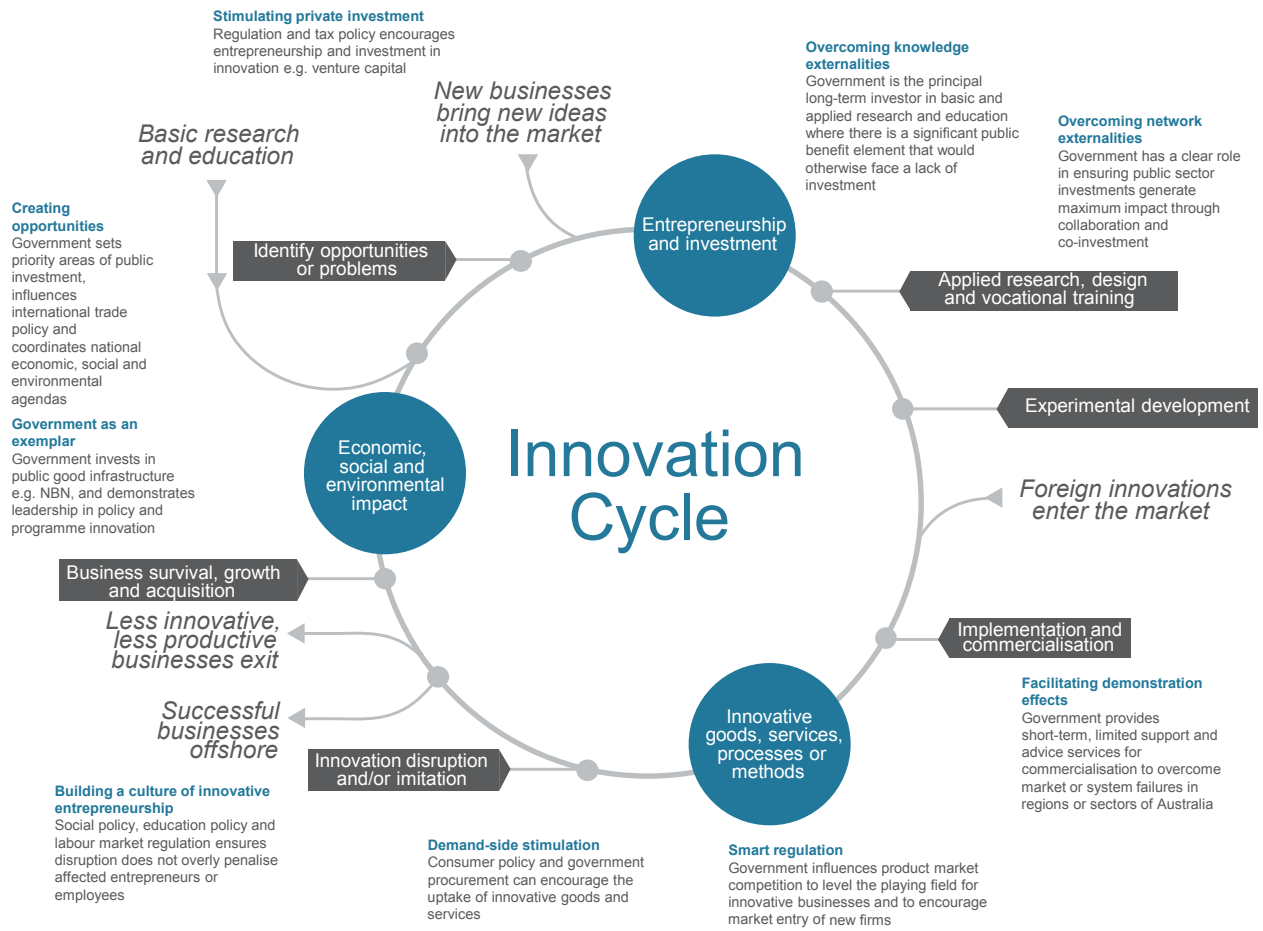 Stimulating private investment
Regulation and tax policy encourages
entrepreneurship and investment in
innovation e.g. venture capital
New businesses
bring new ideas
into the market
Overcoming knowledge
externalities
Government is the principal
long-term investor in basic and
applied research and education
where there is a significant public
benefit element that would
otherwise face a lack of
investment
Overcoming network
externalities
Government has a clear role
in ensuring public sector
investments generate
maximum impact through
collaboration and
co-investment
Basic research
and education
Creating
opportunities
Government sets
priority areas of public
investment,
influences
international trade
policy and
coordinates national
economic, social and
environmental
agendas
Identify opportunities
or problems
Entrepreneurship
and investment
Applied research, design
and vocational training
Experimental development
Government as an
exemplar
Government invests in
public good infrastructure
e.g. NBN, and demonstrates
leadership in policy and
programme innovation
Economic,
social and
environmental
impact
Innovation
Cycle
Foreign innovations
enter the market
Business survival, growth
and acquisition
Less innovative,
less productive
businesses exit
Successful
businesses
offshore
Implementation and
commercialisation
Facilitating demonstration
effects
Government provides
short-term, limited support and
advice services for
commercialisation to overcome
market or system failures in
regions or sectors of Australia
Innovative
goods, services,
processes or
methods
Innovation disruption
and/or imitation
Building a culture of innovative
entrepreneurship
Social policy, education policy and
labour market regulation ensures
disruption does not overly penalise
affected entrepreneurs or
employees
Demand-side stimulation
Consumer policy and government
procurement can encourage the
uptake of innovative goods and
services
Smart regulation
Government influences product market
competition to level the playing field for
innovative businesses and to encourage
market entry of new firms